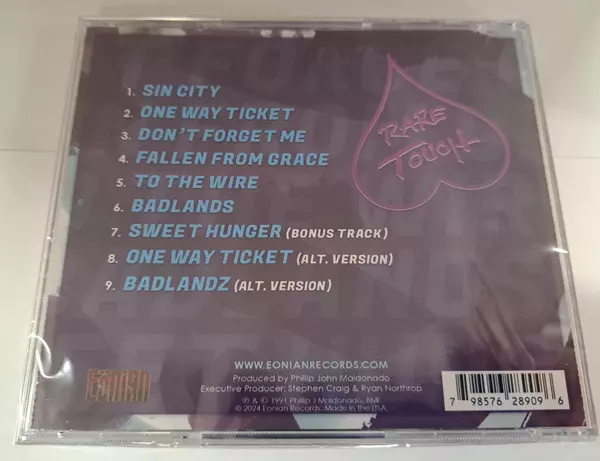 1. SIN CITY
2. ONE WAY TICKET
3. DON'T FORGET ME
4. FALLEN FROM GRACE
5. TO THE WIRE
6. BADLANDS
7. SWEET HUNGER (BONUS TRACK)
8. ONE WAY TICKET (ALT. VERSION)
9. BADLANDZ (ALT. VERSION)
RARE
TOUCH
WWW.EONIANRECORDS.COM
Produced by Phillip John Maldonado
Executive Producer: Stephen Craig & Ryan Northrop
℗ & © 1991 Phillip J Maldonado, BMI.
© 2024 Eonian Records. Made in the U.S.A.
Eönian
7 98576 28909 6